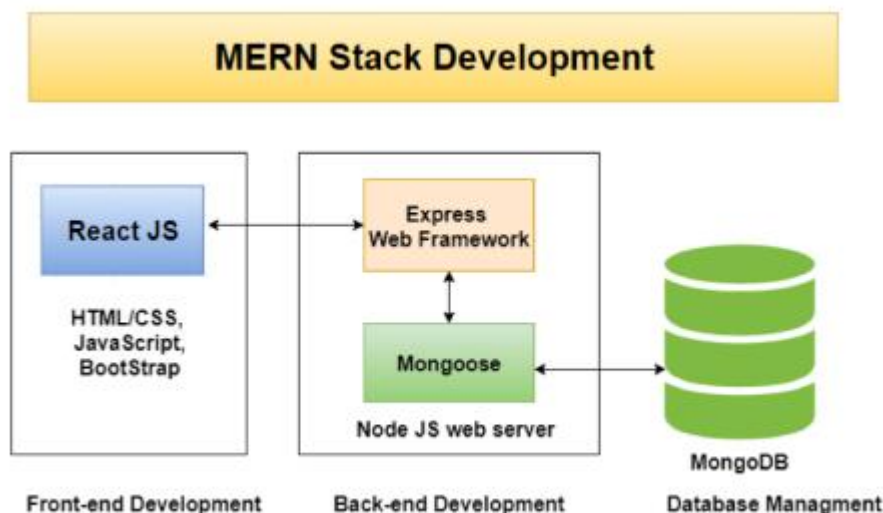 MERN Stack Development
React JS
HTML/CSS,
JavaScript,
BootStrap
Express
Web Framework
Mongoose
Node JS web server
MongoDB
Front-end Development
Back-end Development
Database Managment